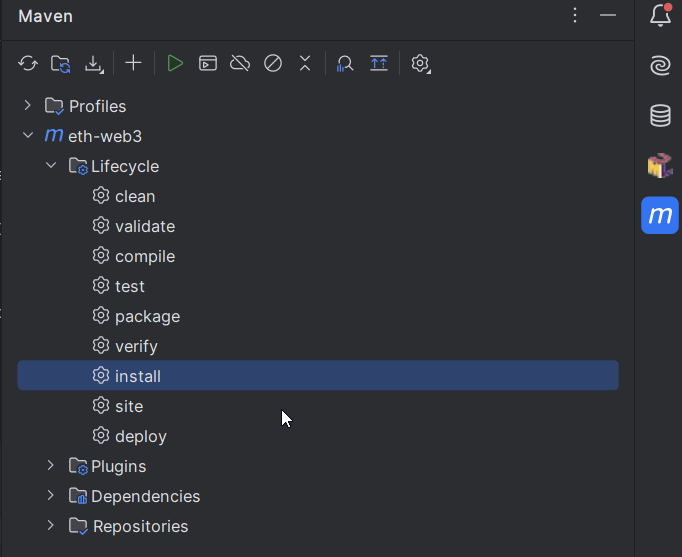 Maven
Profiles
m eth-web3
Lifecycle
clean
validate
compile
test
package
verify
install
site
deploy
Plugins
Dependencies
Repositories
m